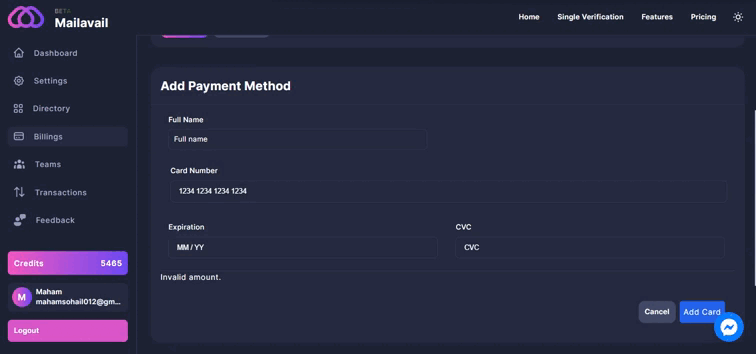 BETA
Mailavail
Home
Single Verification
Features
Pricing
Dashboard
Settings
Directory
Billings
Teams
Transactions
Feedback
Credits 5465
M
Maham
mahamsohail012@gm...
Logout
Add Payment Method
Full Name
Full name
Card Number
1234 1234 1234 1234
Expiration
CVC
MM / YY
CVC
Invalid amount.
Cancel
Add Card